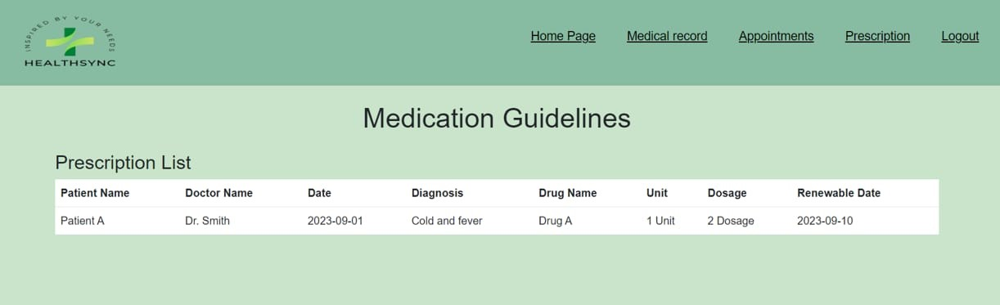 INSPIRED BY YOUR NEEDS
HEALTHSYNC
Home Page Medical record Appointments Prescription Logout
Medication Guidelines
Prescription List
Patient Name Doctor Name Date Diagnosis Drug Name Unit Dosage Renewable Date
Patient A Dr. Smith 2023-09-01 Cold and fever Drug A 1 Unit 2 Dosage 2023-09-10